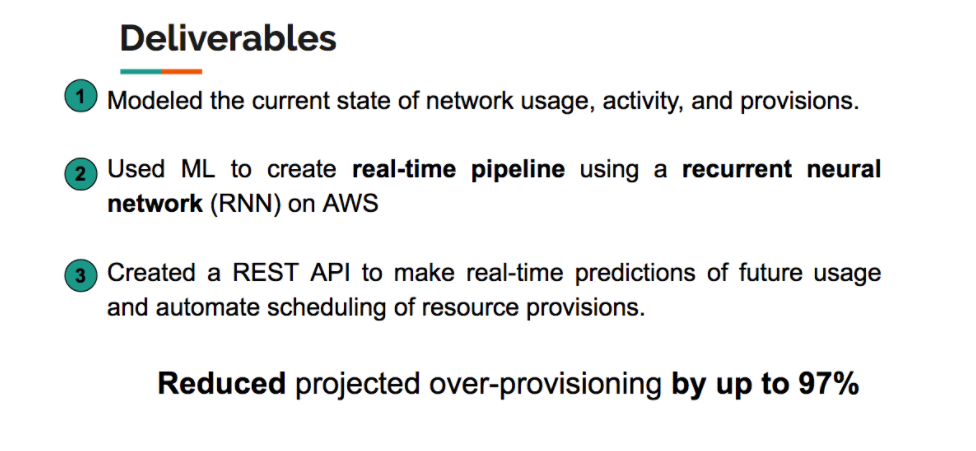 Deliverables
1 Modeled the current state of network usage, activity, and provisions.
2 Used ML to create real-time pipeline using a recurrent neural
network (RNN) on AWS
3 Created a REST API to make real-time predictions of future usage
and automate scheduling of resource provisions.
Reduced projected over-provisioning by up to 97%